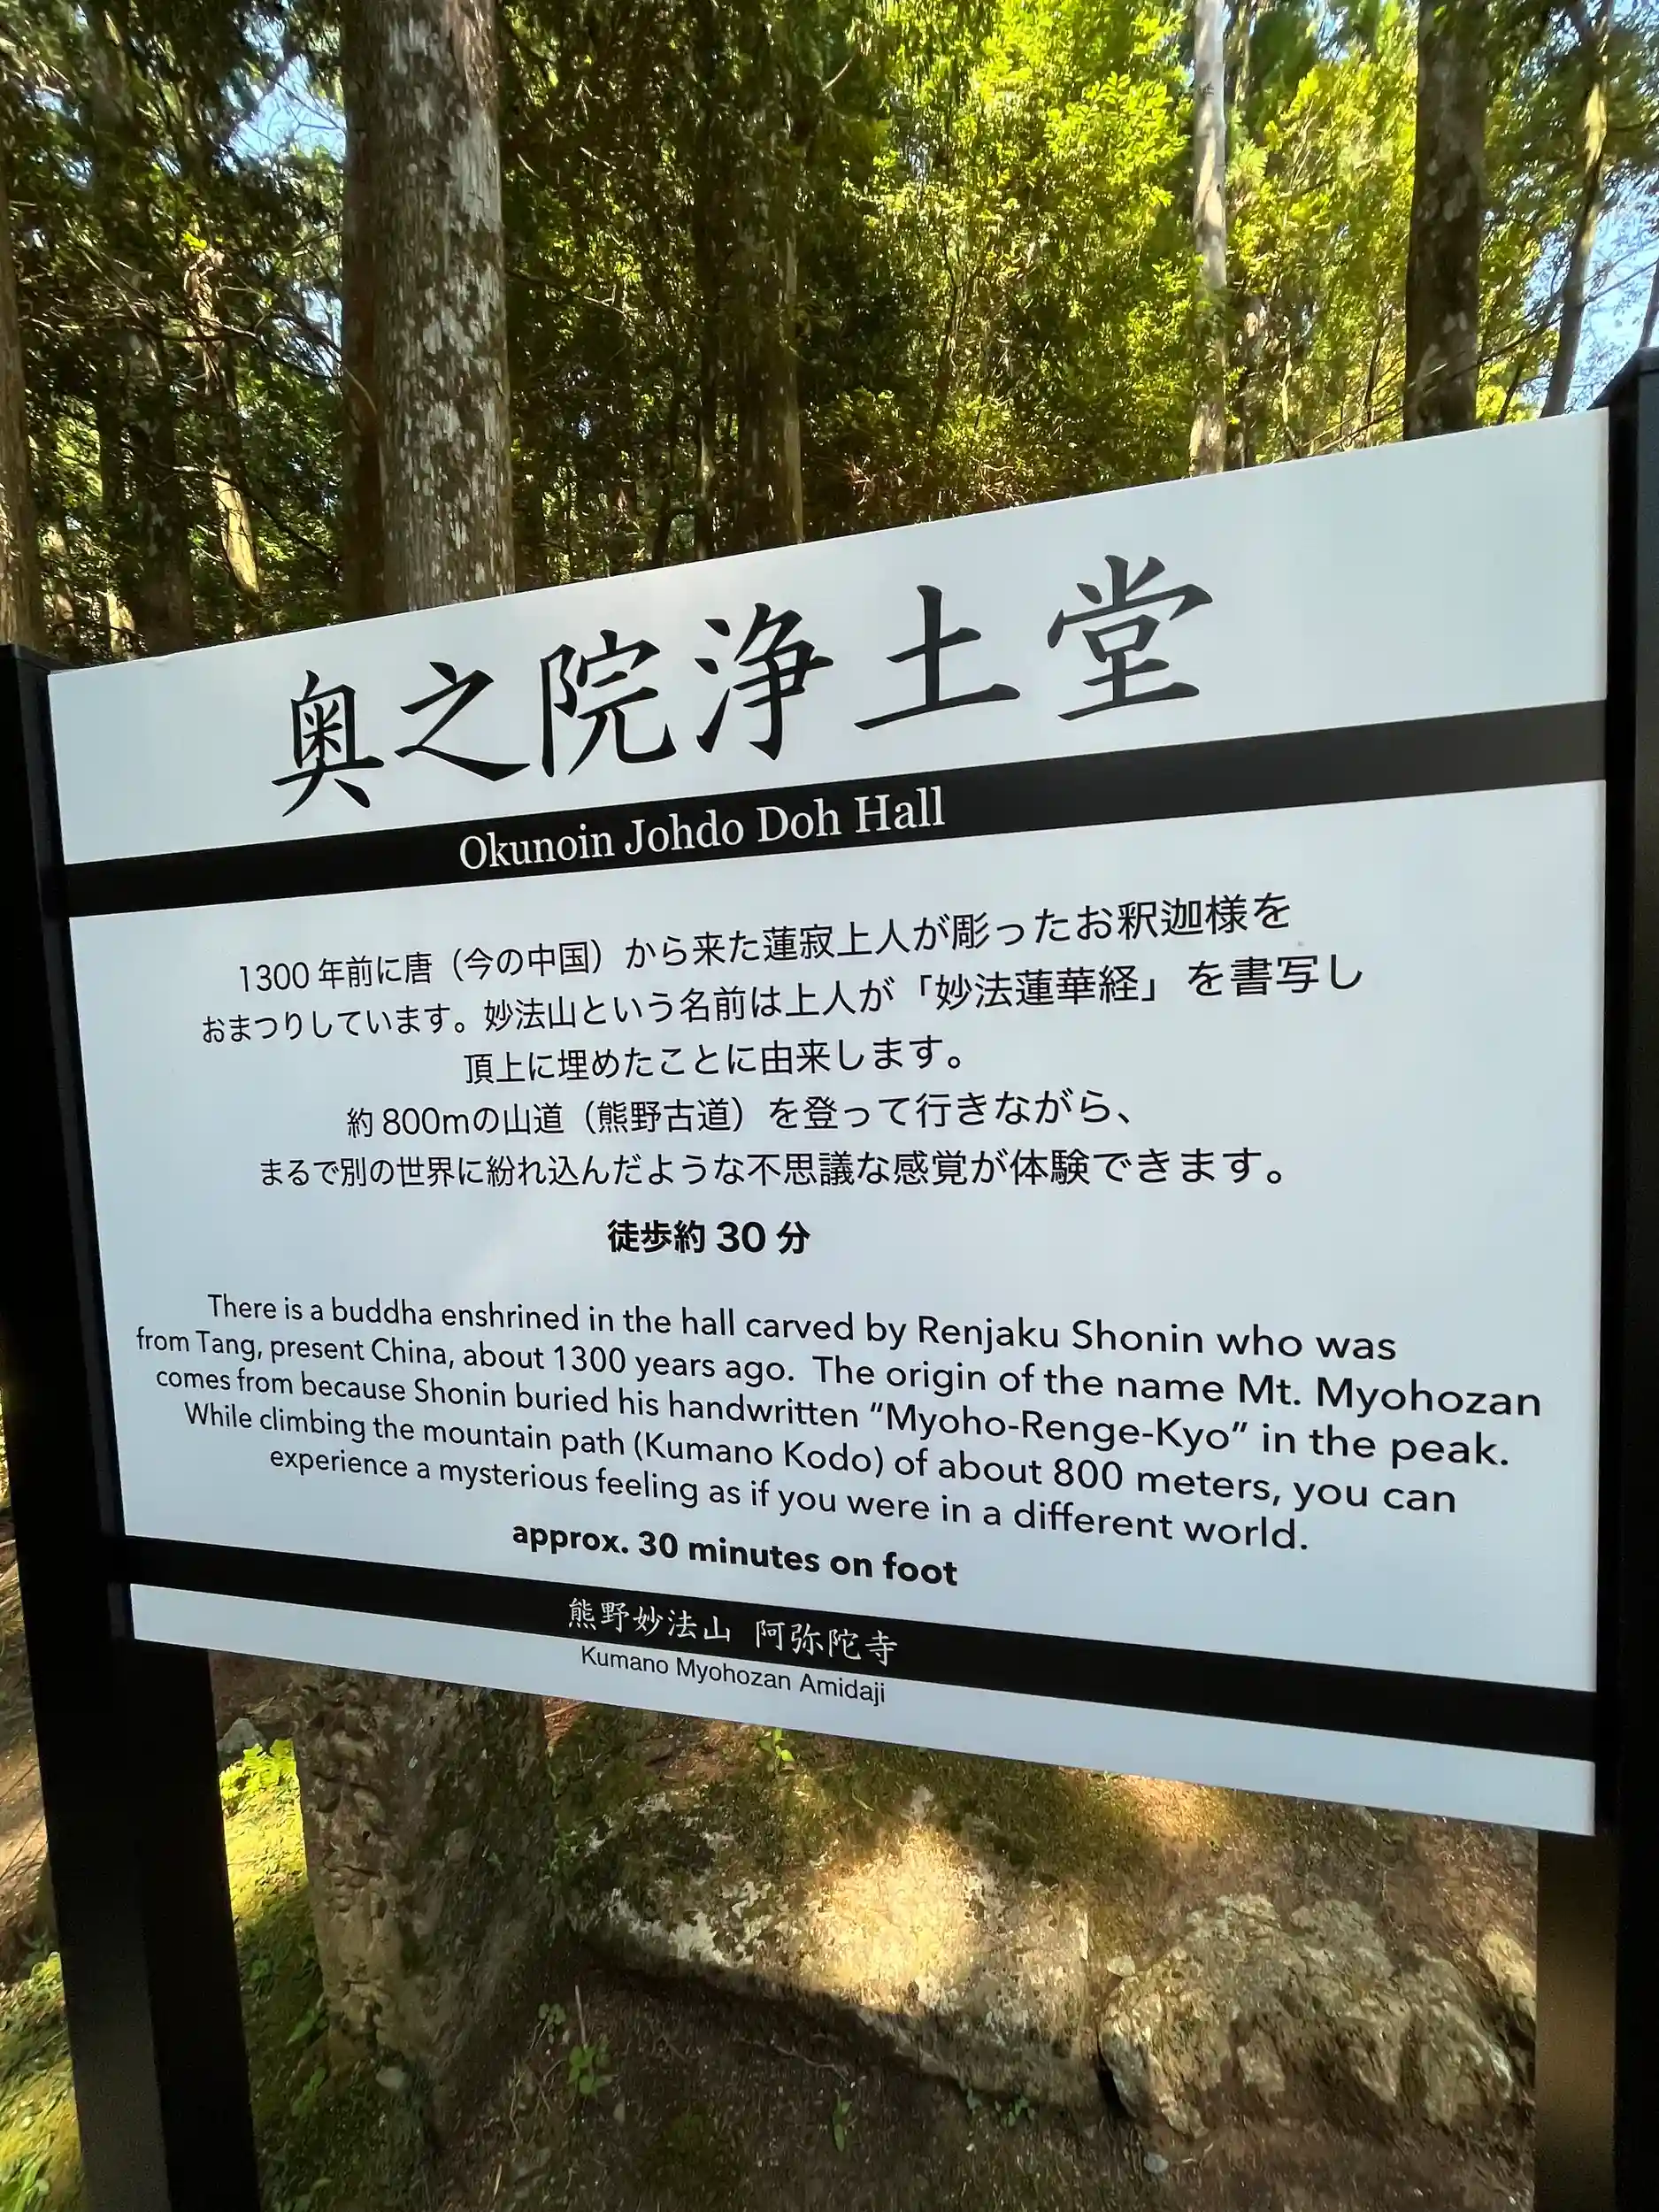 奥之院浄土堂
Okunoin Johdo Doh Hall
1300年前に唐（今の中国）から来た蓮寂上人が彫ったお釈迦様を
おまつりしています。妙法山という名前は上人が「妙法蓮華経」を書写し
頂上に埋めたことに由来します。
約800mの山道（熊野古道）を登って行きながら、
まるで別の世界に紛れ込んだような不思議な感覚が体験できます。
徒歩約30分
There is a buddha enshrined in the hall carved by Renjaku Shonin who was
from Tang, present China, about 1300 years ago. The origin of the name Mt. Myohozan
comes from because Shonin buried his handwritten “Myoho-Renge-Kyo” in the peak.
While climbing the mountain path (Kumano Kodo) of about 800 meters, you can
experience a mysterious feeling as if you were in a different world.
approx. 30 minutes on foot
熊野妙法山 阿弥陀寺
Kumano Myohozan Amidaji